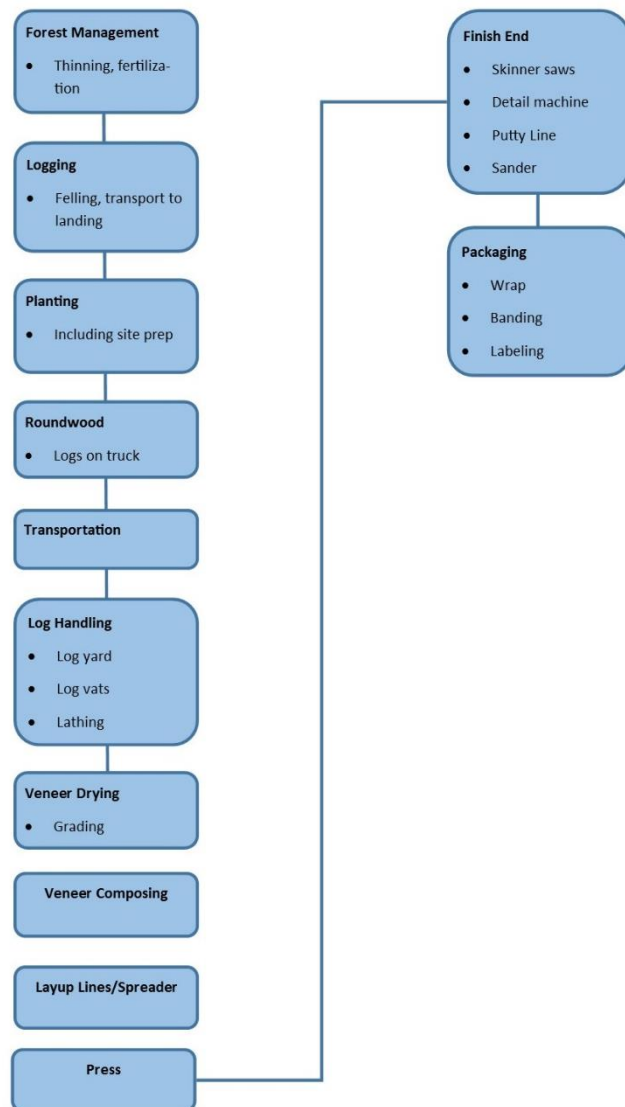 Forest Management
• Thinning, fertiliza-
tion
Logging
• Felling, transport to
landing
Planting
• Including site prep
Roundwood
• Logs on truck
Transportation
Log Handling
• Log yard
• Log vats
• Lathing
Veneer Drying
• Grading
Veneer Composing
Layup Lines/Spreader
Press
Finish End
• Skinner saws
• Detail machine
• Putty Line
• Sander
Packaging
• Wrap
• Banding
• Labeling